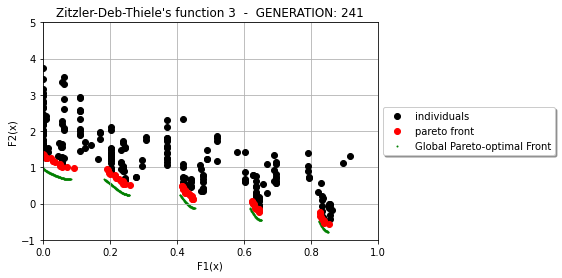 Zitzler-Deb-Thiele's function 3 - GENERATION: 241
5
4
3
2
1
0
-1
F2(x)
0.0 0.2 0.4 0.6 0.8 1.0
F1(x)
individuals
pareto front
Global Pareto-optimal Front